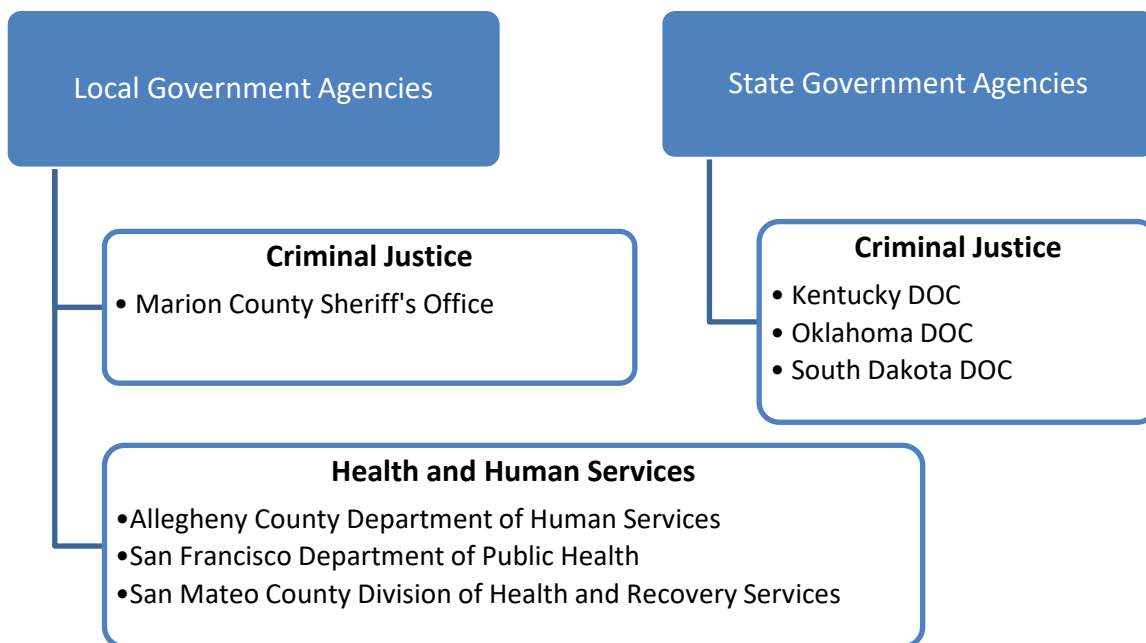 Local Government Agencies
Criminal Justice
• Marion County Sheriff's Office
Health and Human Services
•Allegheny County Department of Human Services
•San Francisco Department of Public Health
•San Mateo County Division of Health and Recovery Services
State Government Agencies
Criminal Justice
• Kentucky DOC
• Oklahoma DOC
• South Dakota DOC